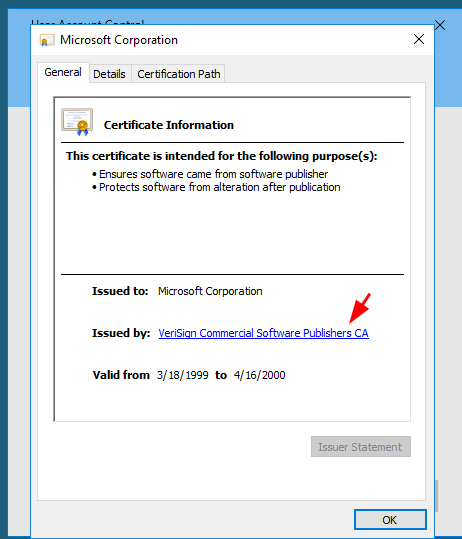 User Account Control
Microsoft Corporation
General Details Certification Path
Certificate Information
This certificate is intended for the following purpose(s):
• Ensures software came from software publisher
• Protects software from alteration after publication
Issued to: Microsoft Corporation
Issued by: VeriSign Commercial Software Publishers CA
Valid from 3/18/1999 to 4/16/2000
Issuer Statement
OK